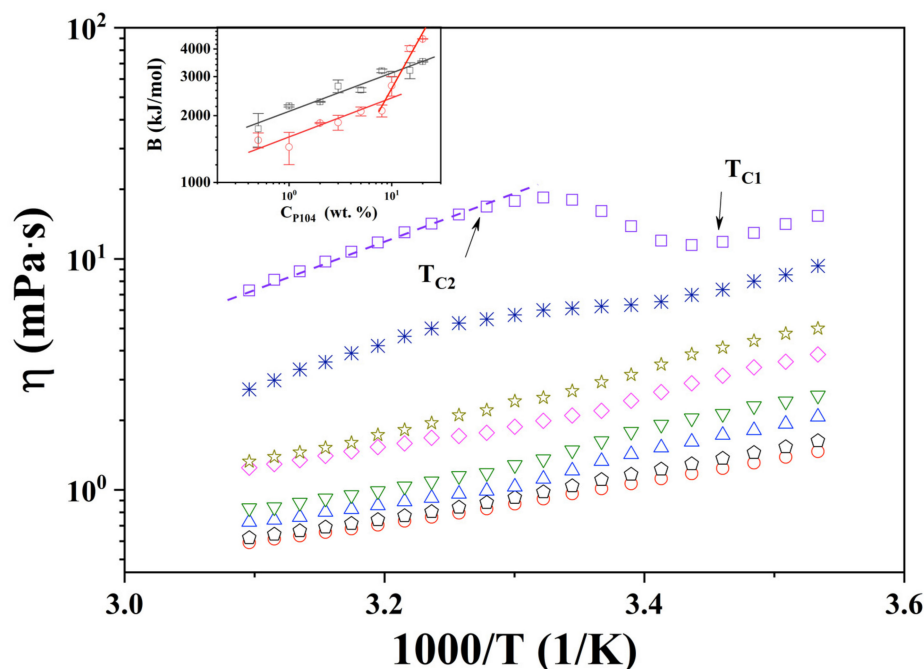 4000
3000
2000
1000
B (kJ/mol)
10⁰
10¹
C_P104 (wt. %)
10²
10¹
10⁰
η (mPa·s)
T_C1
T_C2
3.0
3.2
3.4
3.6
1000/T (1/K)